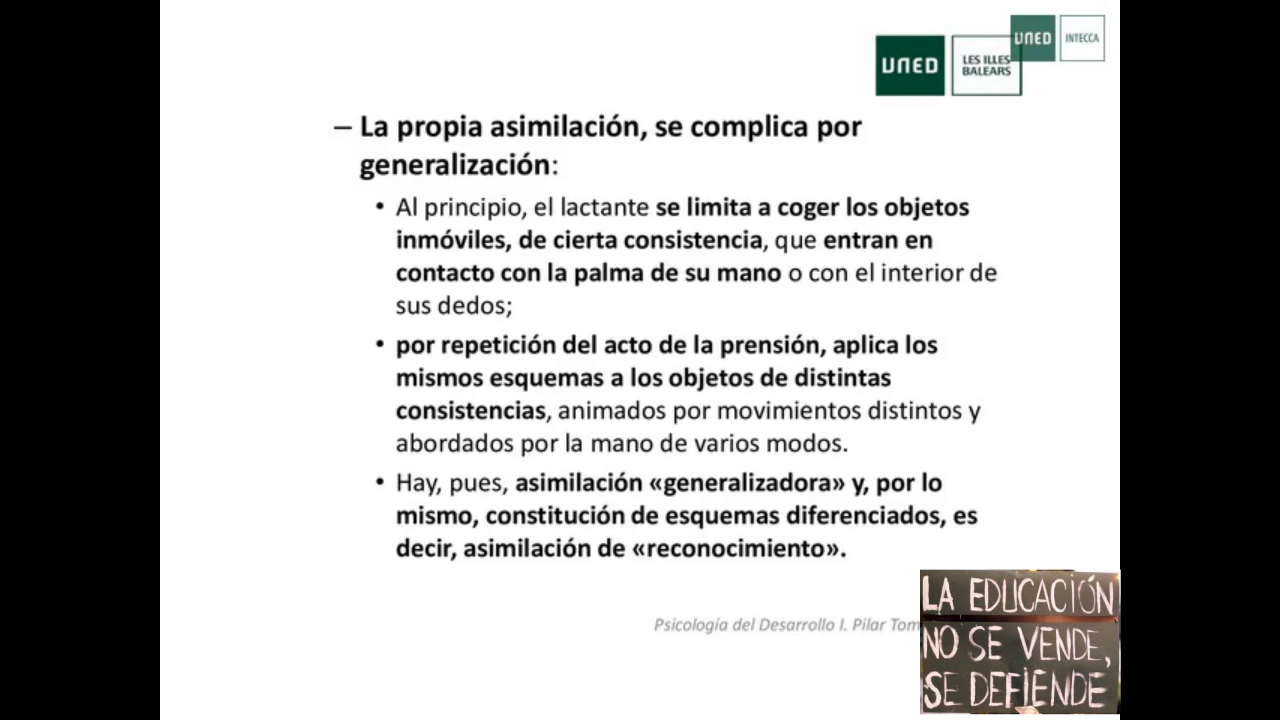 UNED
INTECCA
UNED
LES ILLES
BALEARS
– La propia asimilación, se complica por
generalización:
• Al principio, el lactante se limita a coger los objetos
inmóviles, de cierta consistencia, que entran en
contacto con la palma de su mano o con el interior de
sus dedos;
• por repetición del acto de la prensión, aplica los
mismos esquemas a los objetos de distintas
consistencias, animados por movimientos distintos y
abordados por la mano de varios modos.
• Hay, pues, asimilación «generalizadora» y, por lo
mismo, constitución de esquemas diferenciados, es
decir, asimilación de «reconocimiento».
Psicología del Desarrollo I. Pilar Tom
LA EDUCACIÓN
NO SE VENDE,
SE DEFIENDE